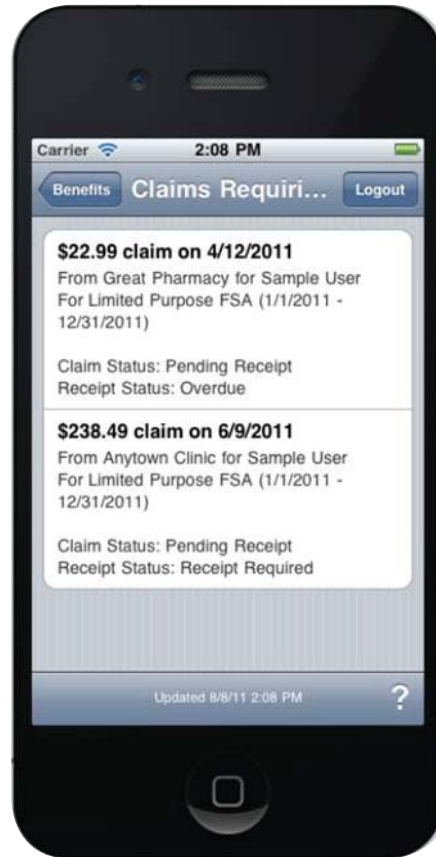 Carrier 2:08 PM
Benefits Claims Requiri... Logout
$22.99 claim on 4/12/2011
From Great Pharmacy for Sample User
For Limited Purpose FSA (1/1/2011 -
12/31/2011)
Claim Status: Pending Receipt
Receipt Status: Overdue
$238.49 claim on 6/9/2011
From Anytown Clinic for Sample User
For Limited Purpose FSA (1/1/2011 -
12/31/2011)
Claim Status: Pending Receipt
Receipt Status: Receipt Required
Updated 8/8/11 2:08 PM ?